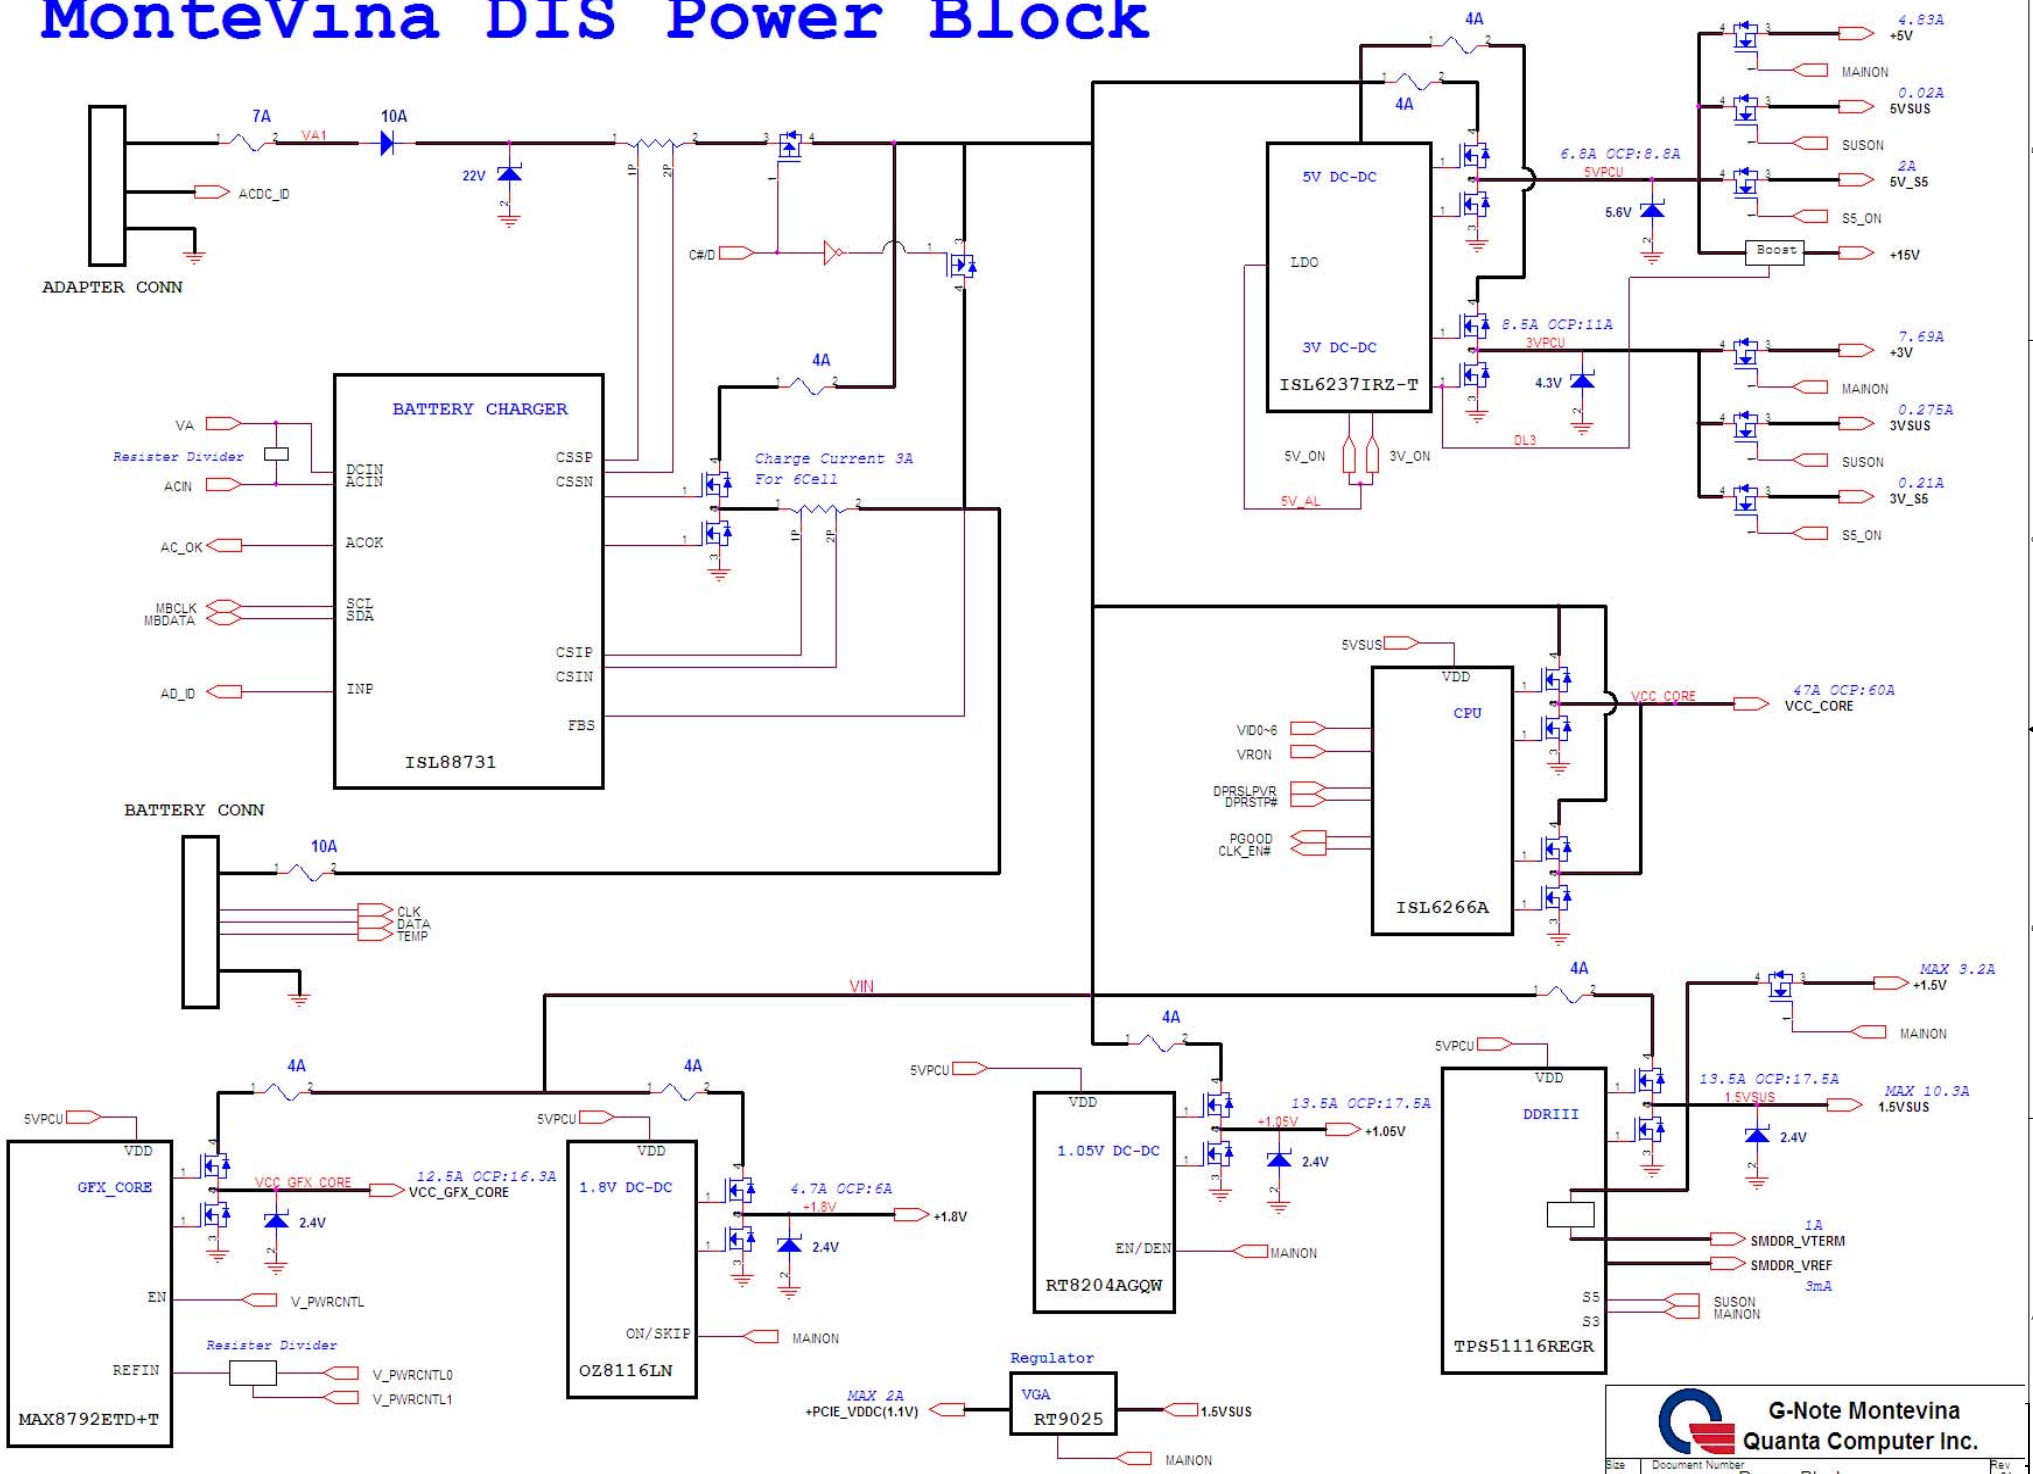 MonteVina DIS Power Block
7A
VA1
10A
22V
ACDC_ID
ADAPTER CONN
C#/D
1P
2P
4A
BATTERY CHARGER
VA
Resister Divider
ACIN
DCIN
ACIN
CSSP
CSSN
Charge Current 3A
For 6Cell
AC_OK
ACOK
1P
2P
MBCLK
MBDATA
SCL
SDA
CSIP
CSIN
AD_ID
INP
FBS
ISL88731
BATTERY CONN
10A
CLK
DATA
TEMP
4A
4A
5V DC-DC
LDO
3V DC-DC
ISL6237IRZ-T
5V_ON
3V_ON
5V_AL
DL3
6.8A OCP:8.8A
5VPCU
5.6V
8.5A OCP:11A
3VPCU
4.3V
4.83A
+5V
MAINON
0.02A
5VSUS
SUSON
2A
5V_S5
S5_ON
Boost
+15V
7.69A
+3V
MAINON
0.275A
3VSUS
SUSON
0.21A
3V_S5
S5_ON
5VSUS
VDD
CPU
VID0~6
VRON
DPRSLPVR
DPRSTP#
PGOOD
CLK_EN#
ISL6266A
VCC_CORE
47A OCP:60A
VCC_CORE
VIN
4A
4A
5VPCU
VDD
GFX_CORE
VCC_GFX_CORE
12.5A OCP:16.3A
VCC_GFX_CORE
2.4V
EN
V_PWRCNTL
Resister Divider
REFIN
V_PWRCNTL0
V_PWRCNTL1
MAX8792ETD+T
5VPCU
VDD
1.8V DC-DC
4.7A OCP:6A
+1.8V
+1.8V
2.4V
ON/SKIP
MAINON
OZ8116LN
4A
5VPCU
VDD
1.05V DC-DC
13.5A OCP:17.5A
+1.05V
+1.05V
2.4V
EN/DEN
MAINON
RT8204AGQW
4A
MAX 3.2A
+1.5V
MAINON
5VPCU
VDD
DDRIII
13.5A OCP:17.5A
1.5VSUS
MAX 10.3A
1.5VSUS
2.4V
1A
SMDDR_VTERM
SMDDR_VREF
3mA
S5
SUSON
MAINON
S3
TPS51116REGR
Regulator
VGA
RT9025
MAX 2A
+PCIE_VDDC(1.1V)
1.5VSUS
MAINON
G-Note Montevina
Quanta Computer Inc.
Size
Document Number
Rev